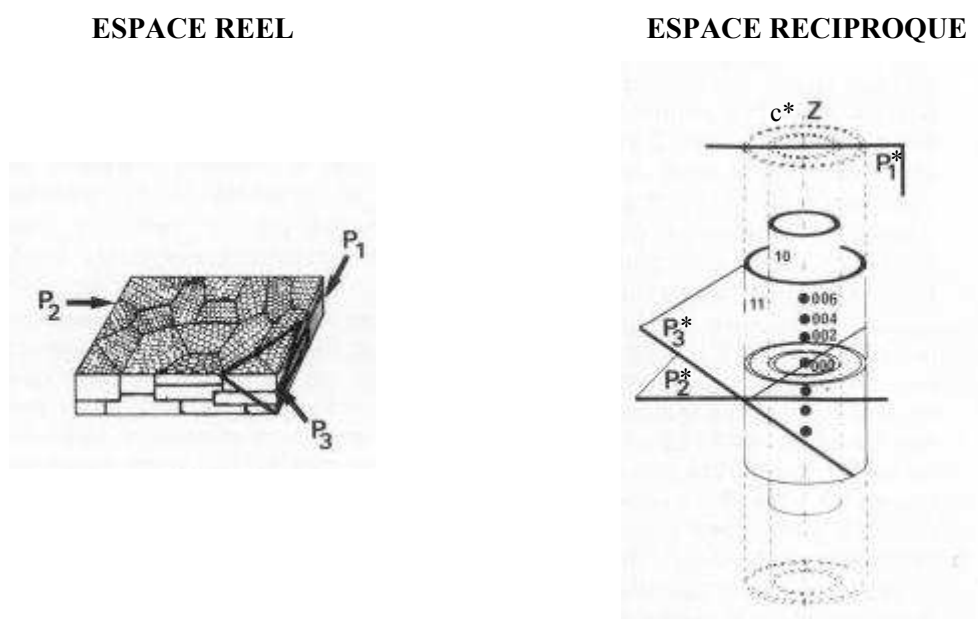 ESPACE REEL
ESPACE RECIPROQUE
c* Z
P1*
P1
P2
P3
10
11
006
004
002
000
P3*
P2*